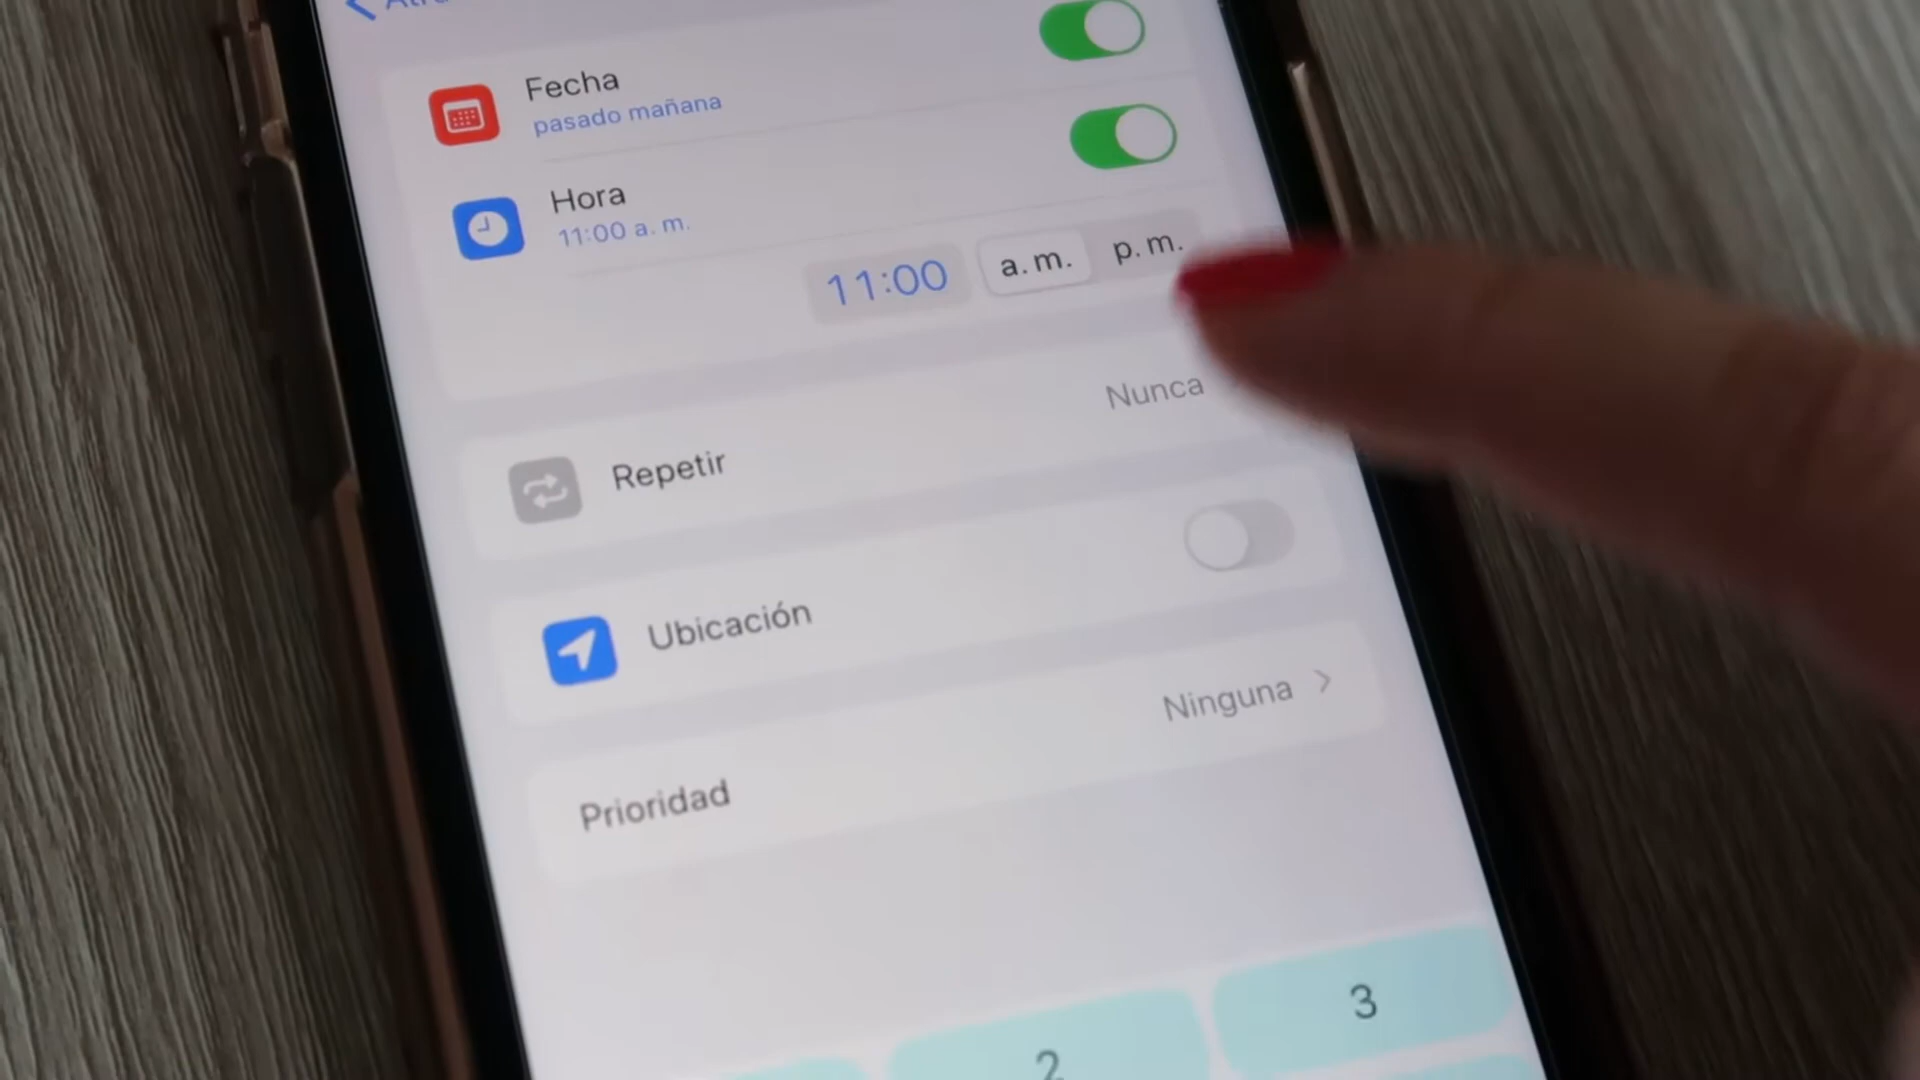 Fecha
pasado mañana
Hora
11:00 a. m.
11:00 a. m. p. m.
Repetir Nunca
Ubicación
Prioridad Ninguna
2 3